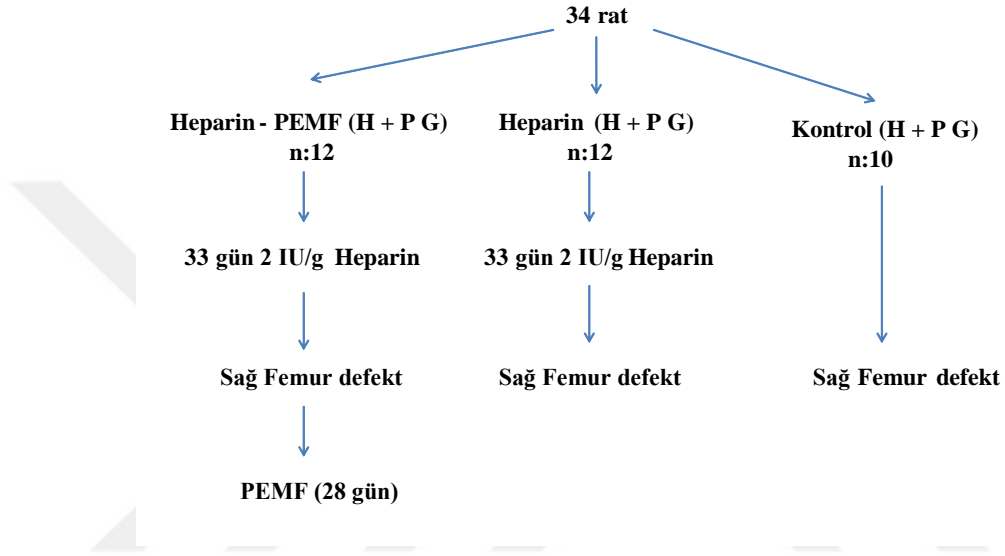 34 rat
Heparin - PEMF (H + P G)
n:12
Heparin (H + P G)
n:12
Kontrol (H + P G)
n:10
33 gün 2 IU/g Heparin
33 gün 2 IU/g Heparin
Sağ Femur defekt
Sağ Femur defekt
Sağ Femur defekt
PEMF (28 gün)